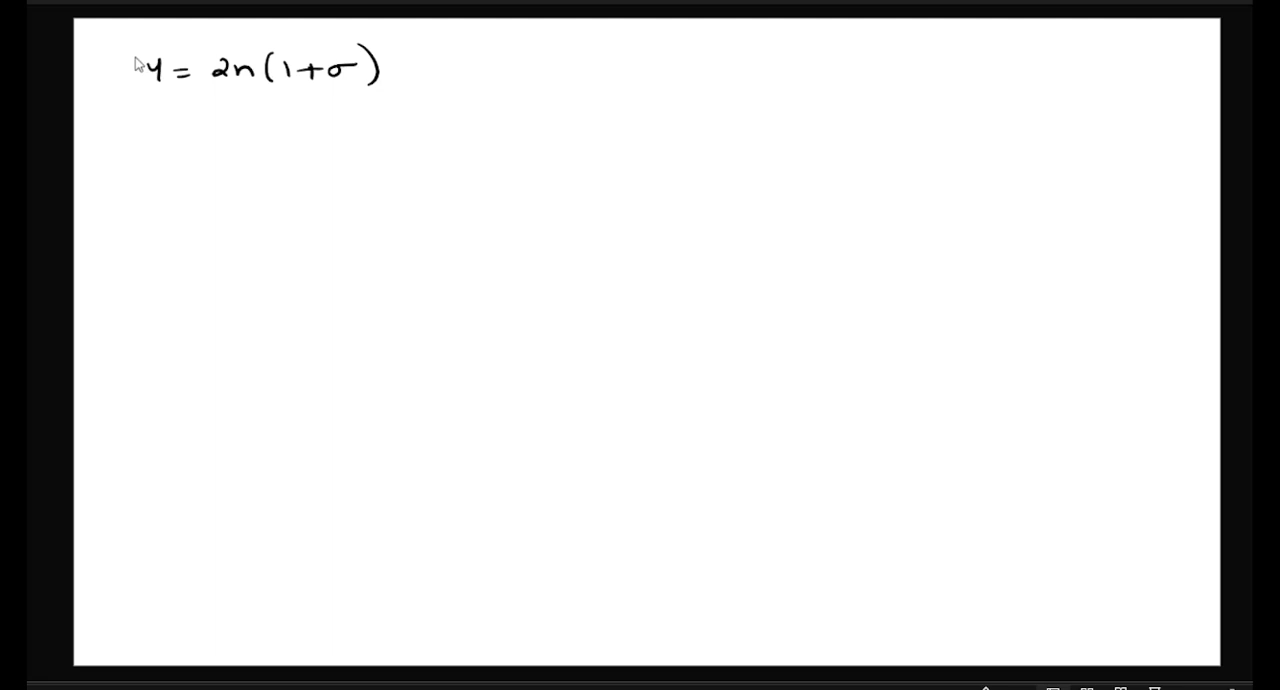 y = 2n(1+σ)